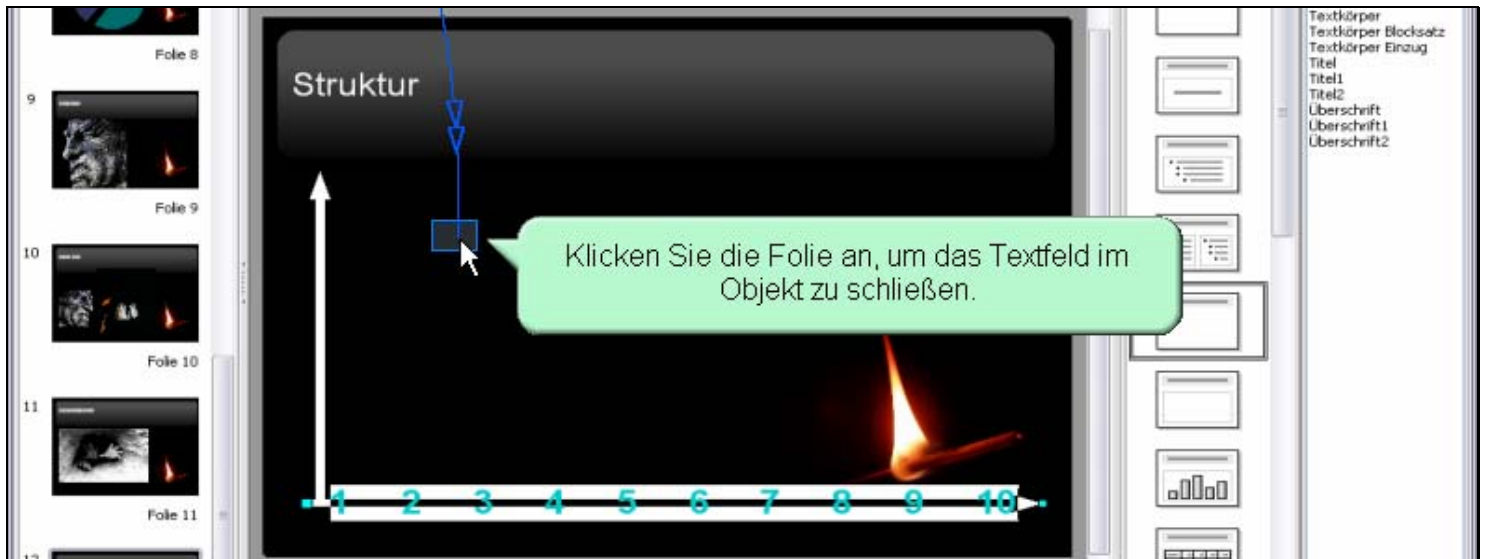 Folie 8
9
Folie 9
10
Folie 10
11
Folie 11
12
Struktur
Klicken Sie die Folie an, um das Textfeld im
Objekt zu schließen.
1 2 3 4 5 6 7 8 9 10
Textkörper
Textkörper Blocksatz
Textkörper Einzug
Titel
Titel1
Titel2
Überschrift
Überschrift1
Überschrift2